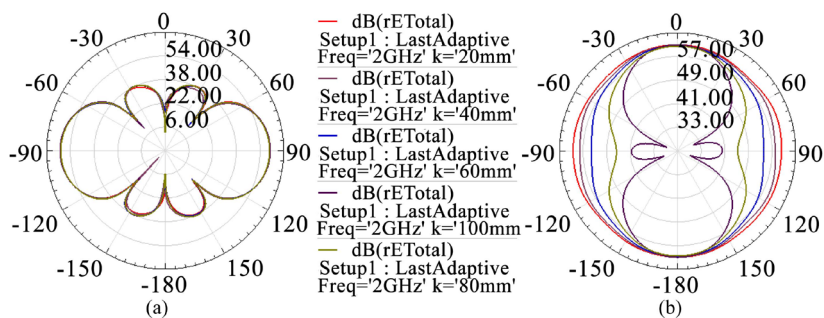 0
-30
30
-60
60
-90
90
-120
120
-150
150
-180
54.00
38.00
22.00
6.00
(a)
dB(rETotal)
Setup1 : LastAdaptive
Freq='2GHz' k='20mm'
dB(rETotal)
Setup1 : LastAdaptive
Freq='2GHz' k='40mm'
dB(rETotal)
Setup1 : LastAdaptive
Freq='2GHz' k='60mm'
dB(rETotal)
Setup1 : LastAdaptive
Freq='2GHz' k='100mm
dB(rETotal)
Setup1 : LastAdaptive
Freq='2GHz' k='80mm'
0
-30
30
-60
60
-90
90
-120
120
-150
150
-180
57.00
49.00
41.00
33.00
(b)